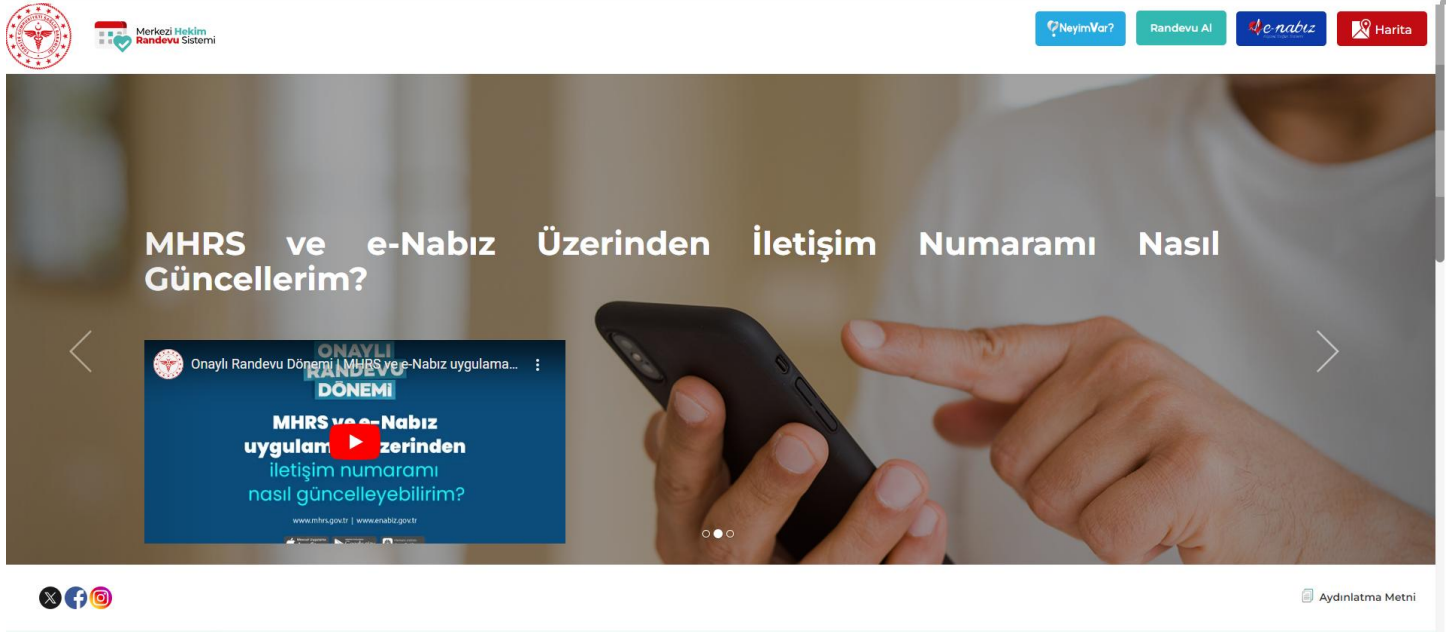 Merkezi Hekim
Randevu Sistemi
NeyimVar?
Randevu Al
e-nabız
Harita
MHRS ve e-Nabız Üzerinden İletişim Numaramı Nasıl
Güncellerim?
Onaylı Randevu Dönemi | MHRS ve e-Nabız uygulama...
ONAYLI
RANDEVU
DÖNEMİ
MHRS ve e-Nabız
uygulam zerinden
iletişim numaramı
nasıl güncelleyebilirim?
www.mhrs.gov.tr | www.enabiz.gov.tr
Aydınlatma Metni